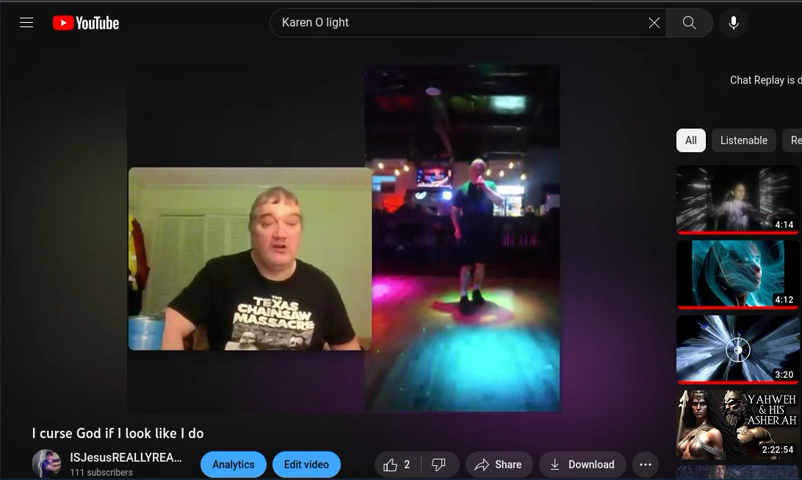 YouTube
Karen O light
Chat Replay is d
All
Listenable
Re
4:14
THE
TEXAS
CHAINSAW
MASSACRE
4:12
3:20
YAHWEH
& HIS
ASHERAH
2:22:54
I curse God if I look like I do
ISJesusREALLYREA...
111 subscribers
Analytics
Edit video
2
Share
Download